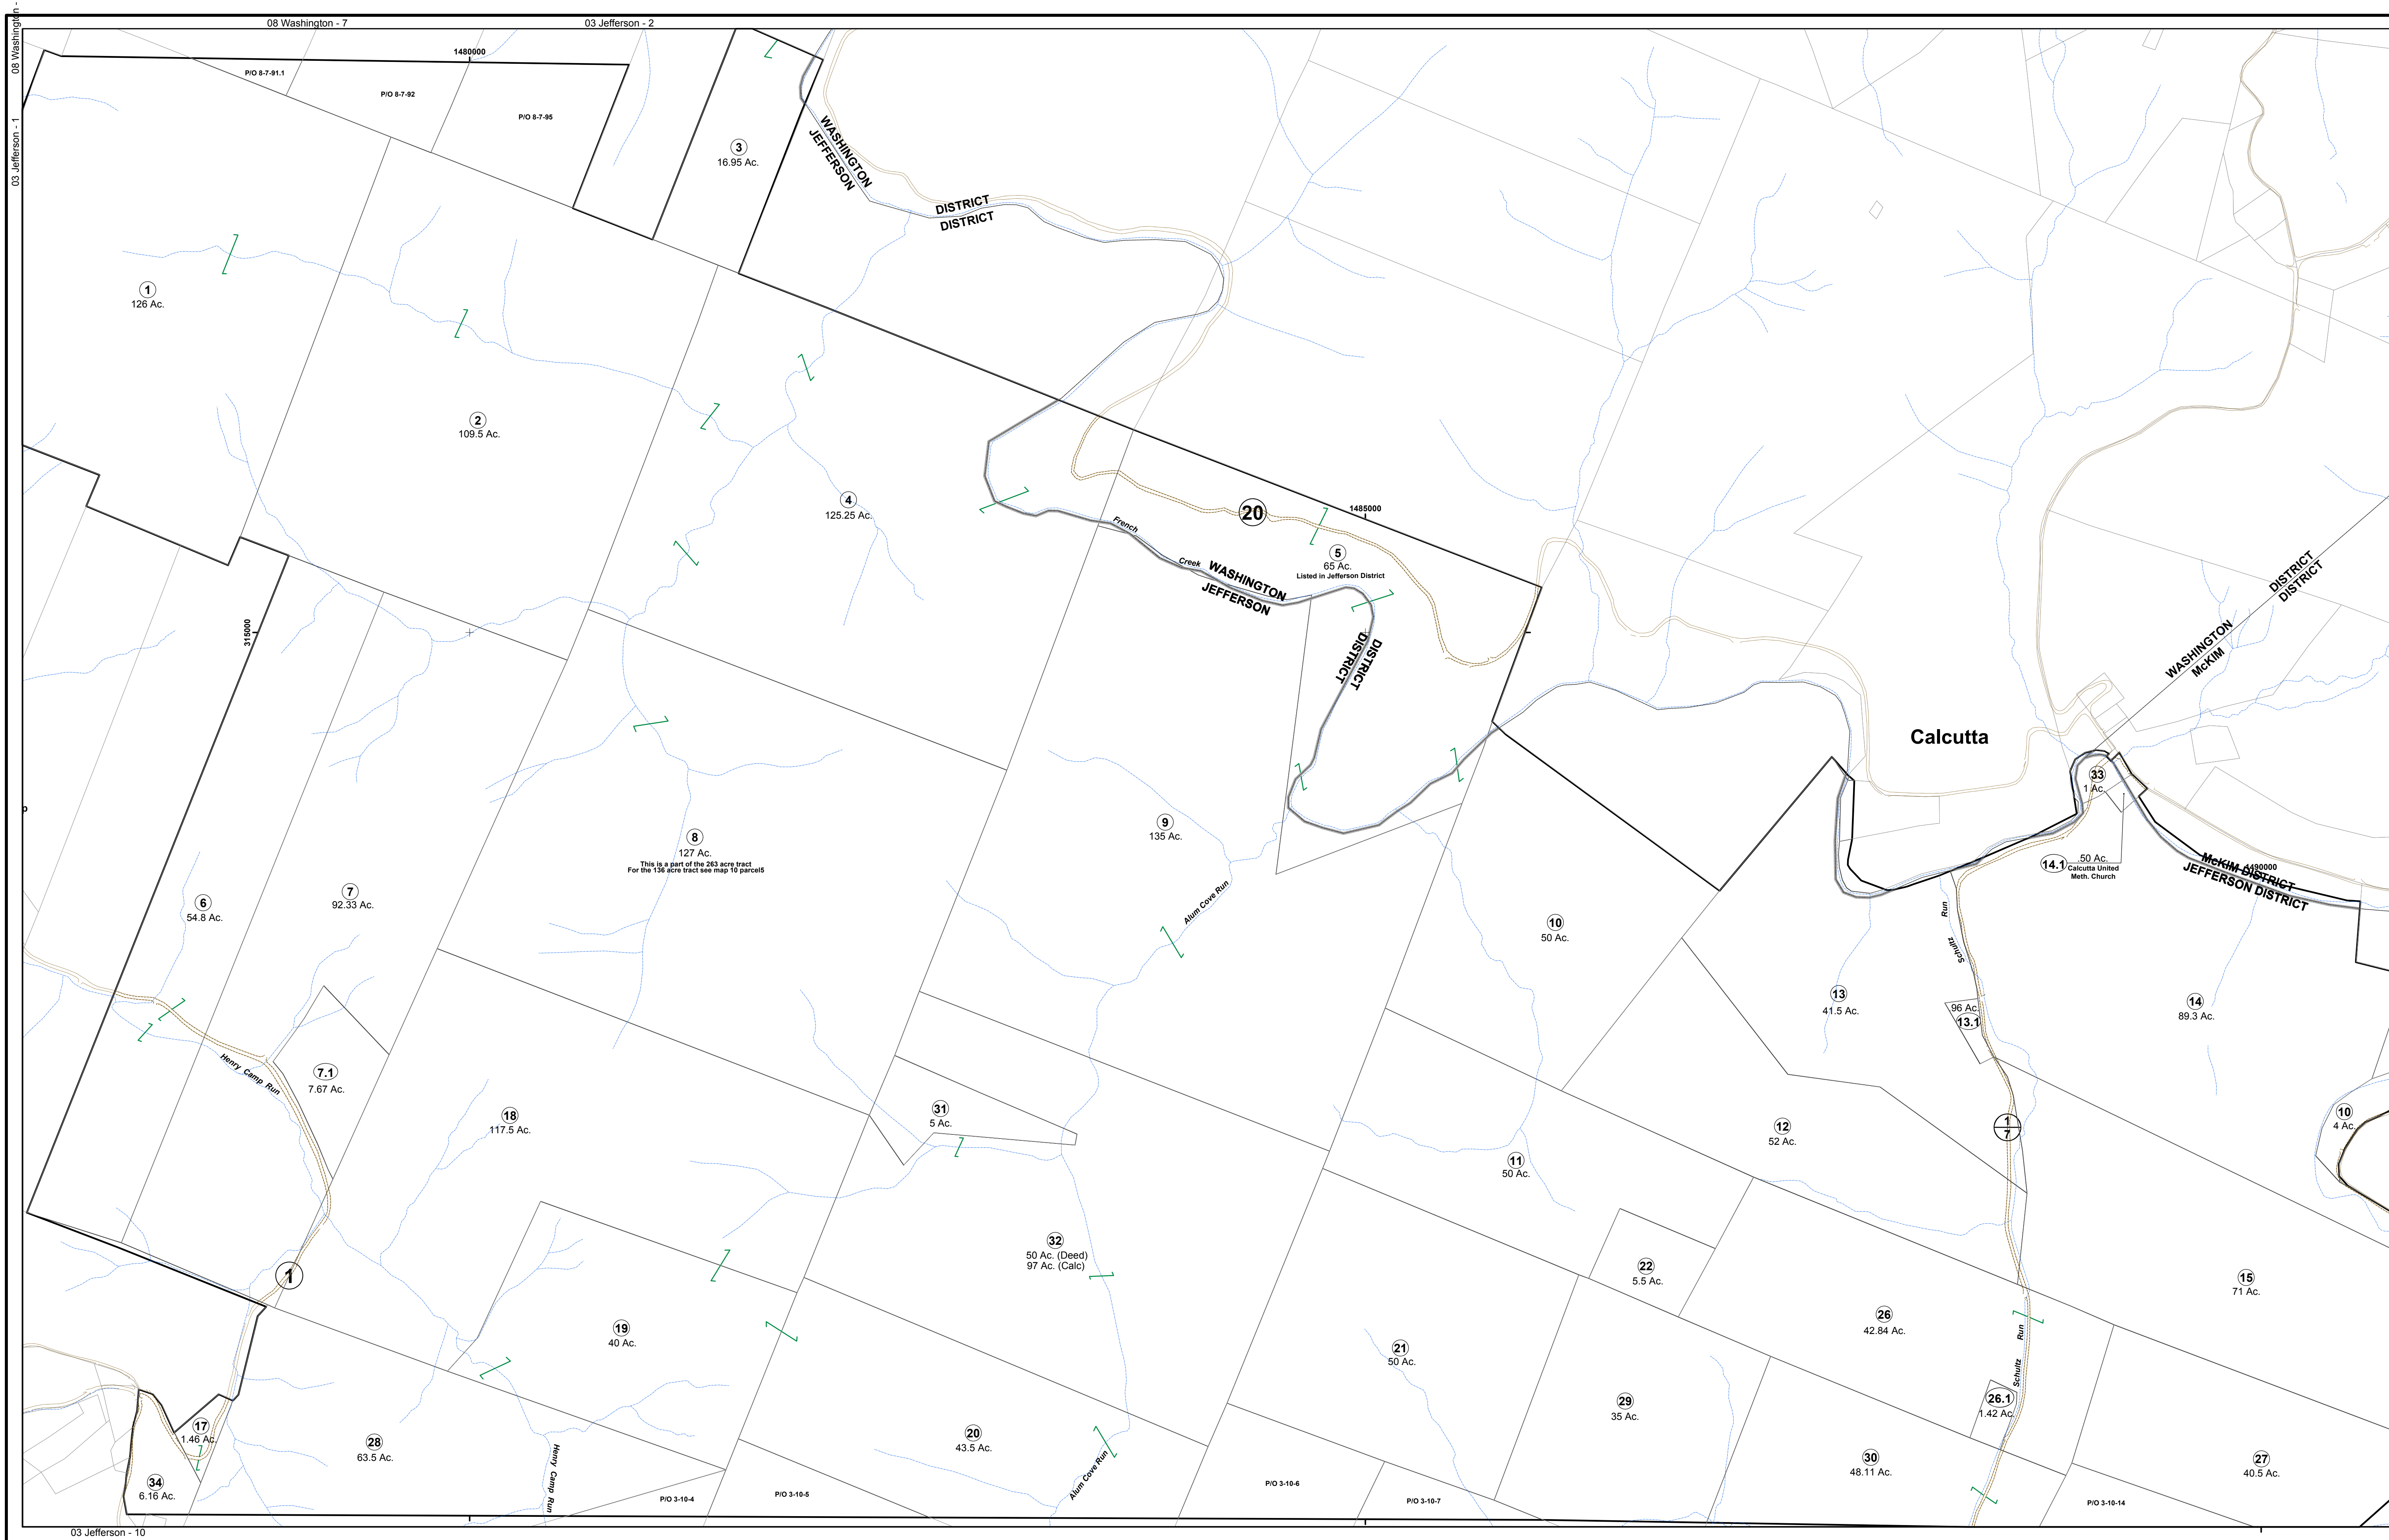 08 Washington - 7
03 Jefferson - 2
08 Washington -
03 Jefferson - 1
1480000
P/O 8-7-91.1
P/O 8-7-92
P/O 8-7-95
3
16.95 Ac.
WASHINGTON
JEFFERSON
DISTRICT
DISTRICT
1
126 Ac.
2
109.5 Ac.
4
125.25 Ac.
20
1485000
French
Creek
WASHINGTON
JEFFERSON
5
65 Ac.
Listed in Jefferson District
DISTRICT
DISTRICT
DISTRICT
DISTRICT
WASHINGTON
McKIM
315000
Calcutta
33
1 Ac.
14.1
.50 Ac.
Calcutta United
Meth. Church
McKIM DISTRICT
1490000
JEFFERSON DISTRICT
8
127 Ac.
This is a part of the 263 acre tract
For the 136 acre tract see map 10 parcel5
9
135 Ac.
Alum Cove Run
6
54.8 Ac.
7
92.33 Ac.
10
50 Ac.
Run
Schultz
13
41.5 Ac.
.96 Ac.
13.1
14
89.3 Ac.
Henry Camp Run
7.1
7.67 Ac.
18
117.5 Ac.
31
5 Ac.
11
50 Ac.
12
52 Ac.
1
7
10
4 Ac.
32
50 Ac. (Deed)
97 Ac. (Calc)
1
22
5.5 Ac.
15
71 Ac.
19
40 Ac.
21
50 Ac.
26
42.84 Ac.
Run
Schultz
26.1
1.42 Ac.
29
35 Ac.
17
1.46 Ac.
28
63.5 Ac.
Henry Camp Run
20
43.5 Ac.
Alum Cove Run
30
48.11 Ac.
27
40.5 Ac.
34
6.16 Ac.
P/O 3-10-4
P/O 3-10-5
P/O 3-10-6
P/O 3-10-7
P/O 3-10-14
03 Jefferson - 10